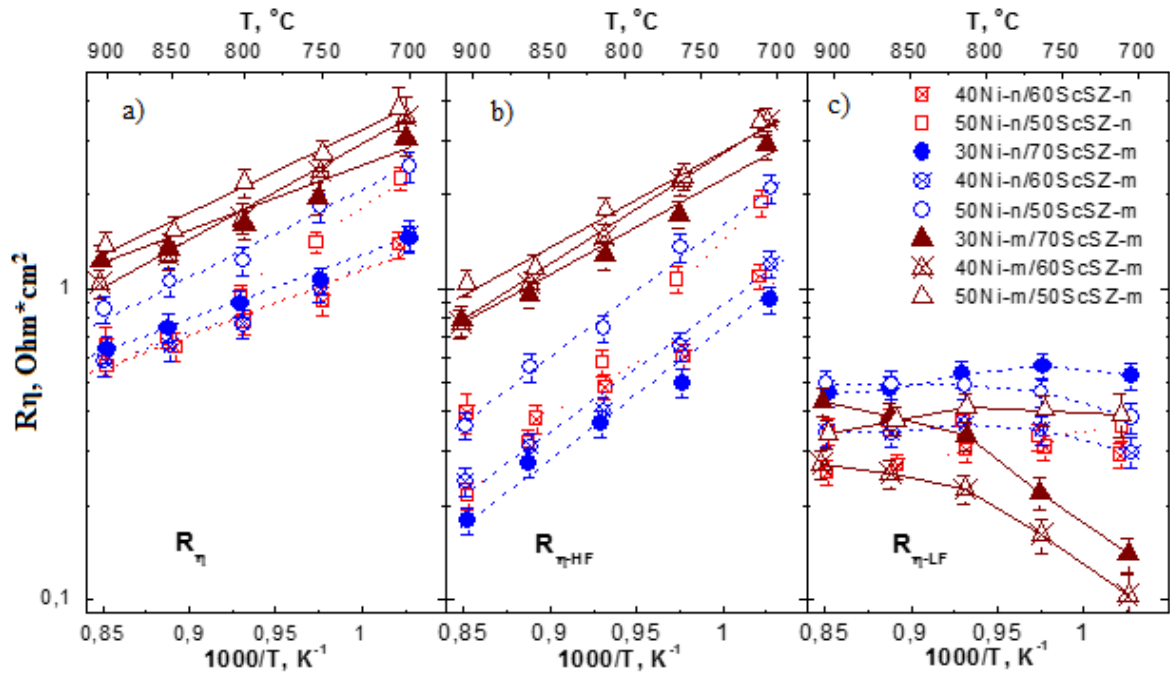 T, °C
T, °C
T, °C
900 850 800 750 700
900 850 800 750 700
900 850 800 750 700
a)
b)
c)
40Ni-n/60ScSZ-n
50Ni-n/50ScSZ-n
30Ni-n/70ScSZ-m
40Ni-n/60ScSZ-m
50Ni-n/50ScSZ-m
30Ni-m/70ScSZ-m
40Ni-m/60ScSZ-m
50Ni-m/50ScSZ-m
2
1
0,1
Rη, Ohm*cm2
Rη
Rη-HF
Rη-LF
0,85 0,9 0,95 1
0,85 0,9 0,95 1
0,85 0,9 0,95 1
1000/T, K⁻¹
1000/T, K⁻¹
1000/T, K⁻¹